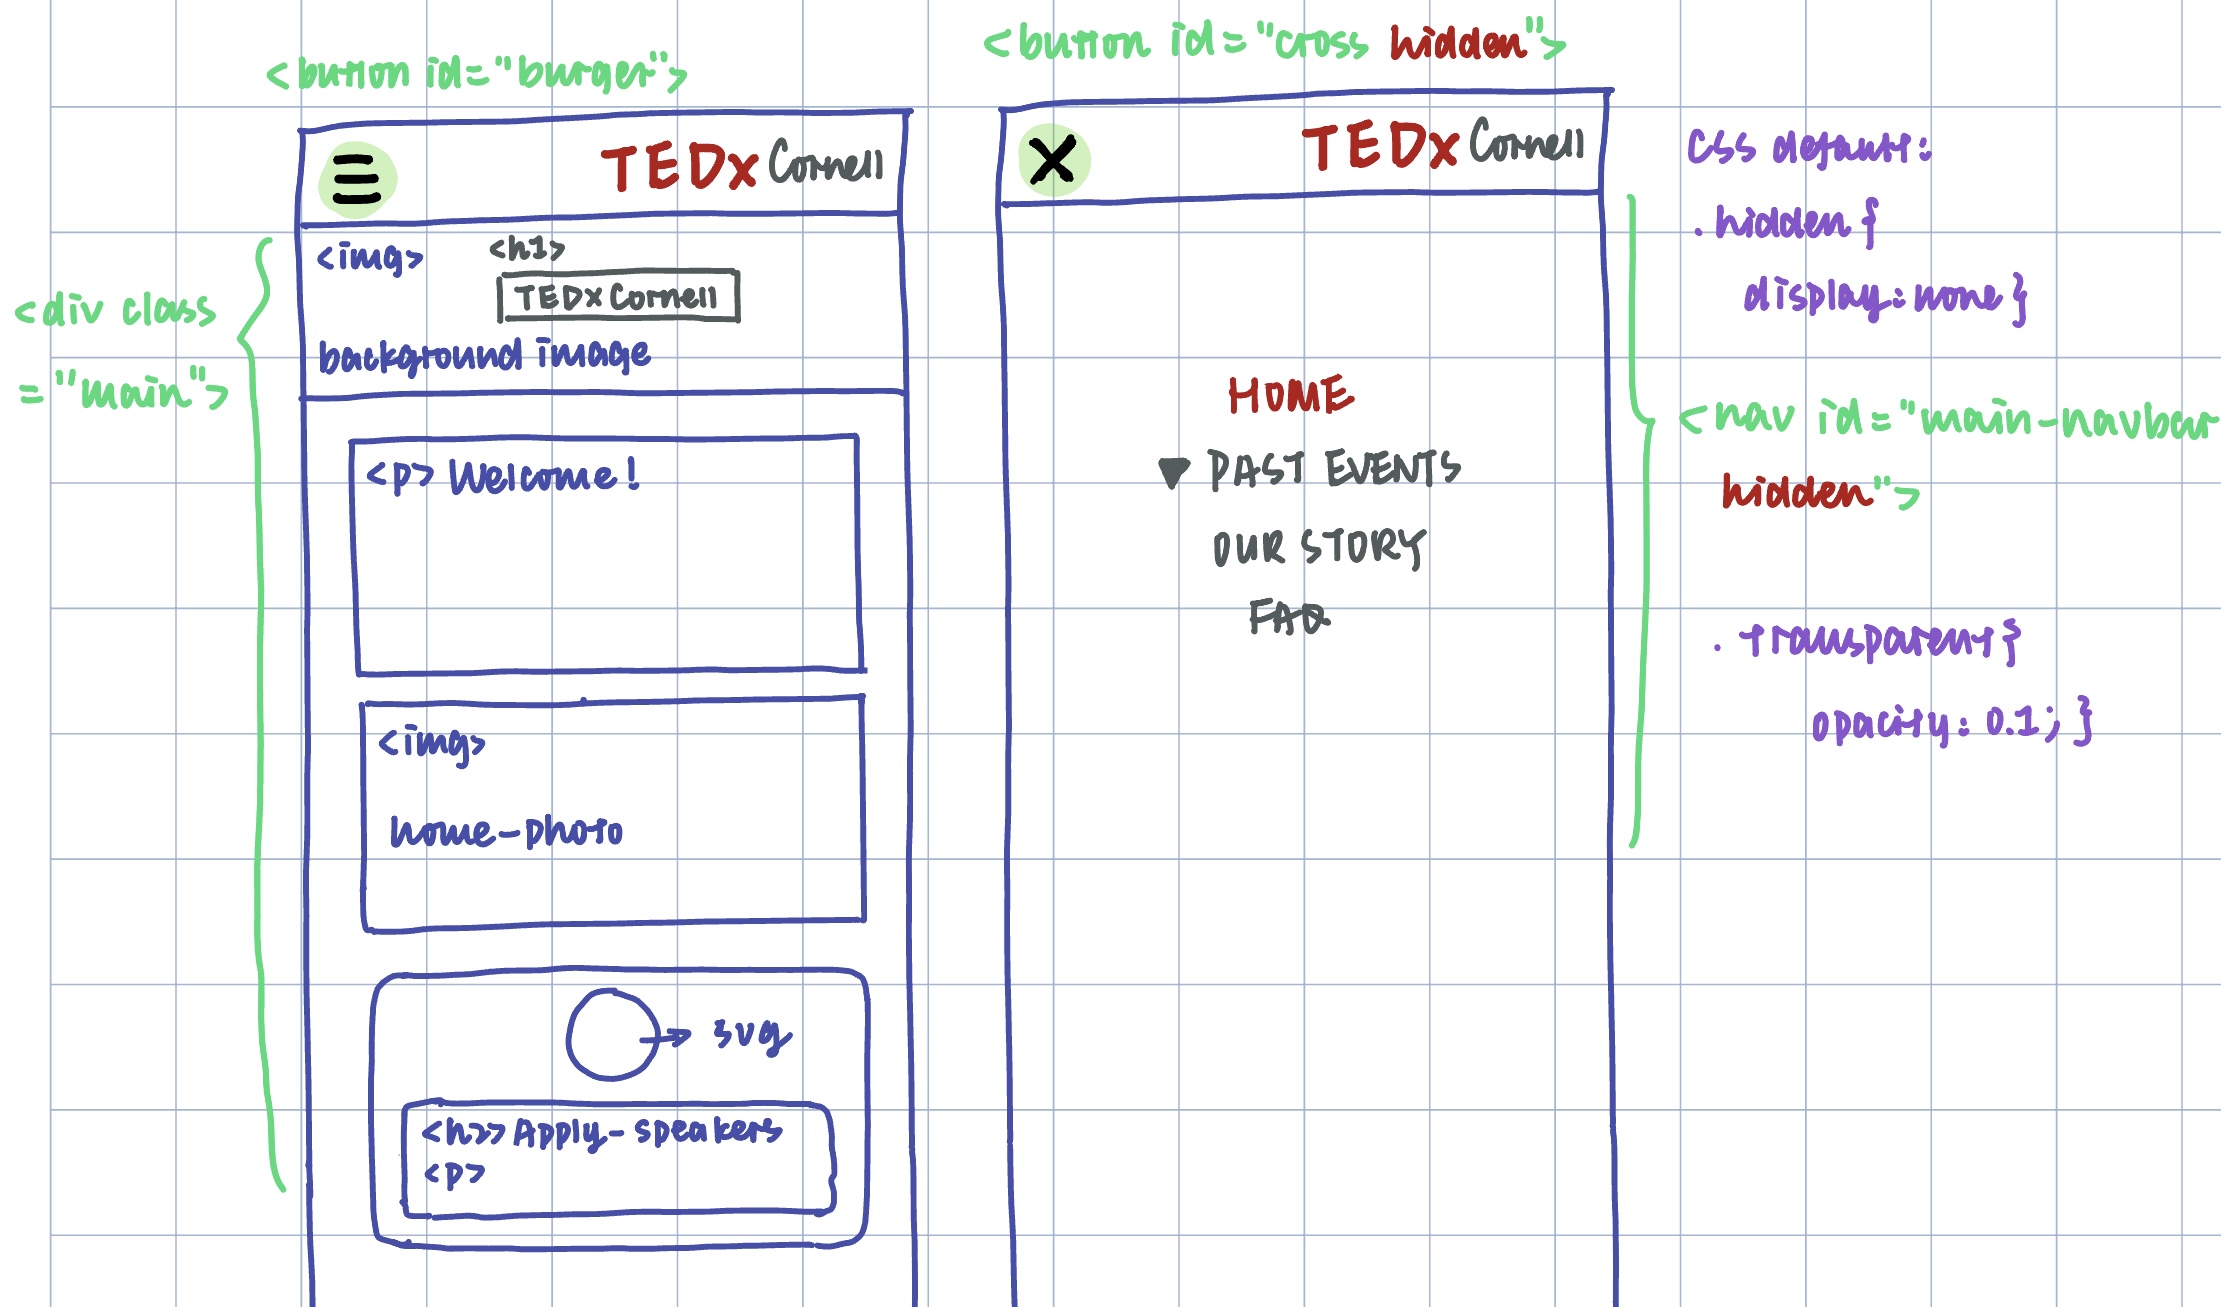 <button id="burger">
TEDx Cornell
<div class
="main">
<img>
<h1>
TEDx Cornell
background image
<p> Welcome!
<img>
home-photo
svg
<h2> Apply-speakers
<p>
<button id="cross hidden">
TEDx Cornell
HOME
PAST EVENTS
OUR STORY
FAQ
<nav id="main-navbar
hidden">
CSS default:
.hidden{
display:none}
.transparent{
opacity: 0.1; }